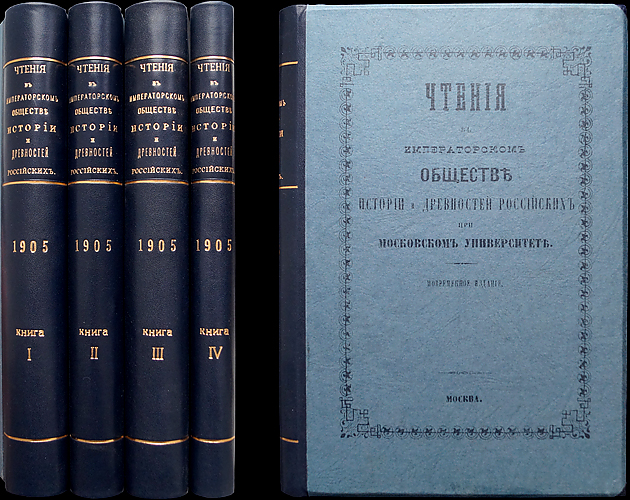 ЧТЕНІЯ
въ
ИМПЕРАТОРСКОМЪ
ОБЩЕСТВѢ
ИСТОРІИ
и
ДРЕВНОСТЕЙ
РОССІЙСКИХЪ.
1905
КНИГА
I
ЧТЕНІЯ
въ
ИМПЕРАТОРСКОМЪ
ОБЩЕСТВѢ
ИСТОРІИ
и
ДРЕВНОСТЕЙ
РОССІЙСКИХЪ.
1905
КНИГА
II
ЧТЕНІЯ
въ
ИМПЕРАТОРСКОМЪ
ОБЩЕСТВѢ
ИСТОРІИ
и
ДРЕВНОСТЕЙ
РОССІЙСКИХЪ.
1905
КНИГА
III
ЧТЕНІЯ
въ
ИМПЕРАТОРСКОМЪ
ОБЩЕСТВѢ
ИСТОРІИ
и
ДРЕВНОСТЕЙ
РОССІЙСКИХЪ.
1905
КНИГА
IV
ЧТЕНІЯ
въ
ИМПЕРАТОРСКОМЪ
ОБЩЕСТВѢ
ИСТОРІИ и ДРЕВНОСТЕЙ РОССІЙСКИХЪ
ПРИ
МОСКОВСКОМЪ УНИВЕРСИТЕТѢ.
ПОВРЕМЕННОЕ ИЗДАНІЕ.
МОСКВА.